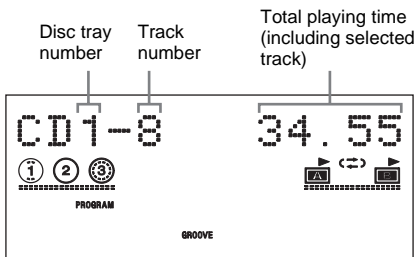 Disc tray number
Track number
Total playing time (including selected track)
CD1-8 34.55
1 2 3 A B
PROGRAM
GROOVE